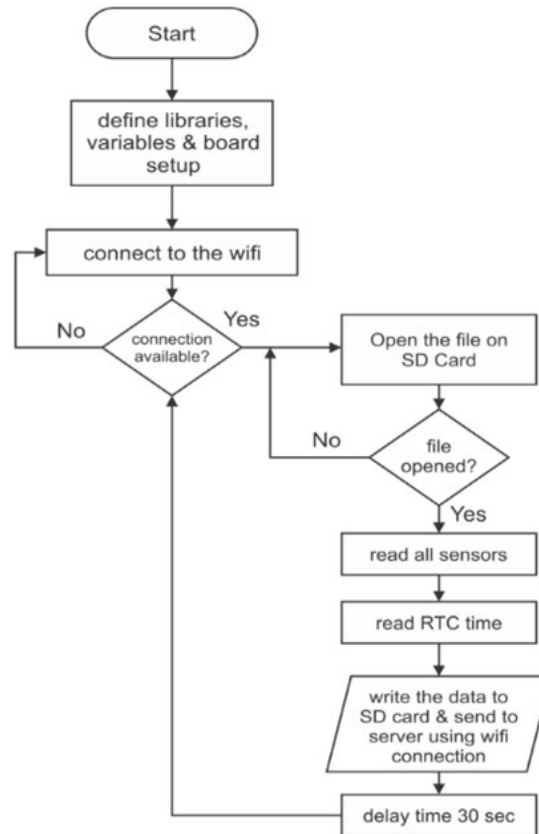 Start
define libraries,
variables & board
setup
connect to the wifi
No
connection
available?
Yes
Open the file on
SD Card
No
file
opened?
Yes
read all sensors
read RTC time
write the data to
SD card & send to
server using wifi
connection
delay time 30 sec